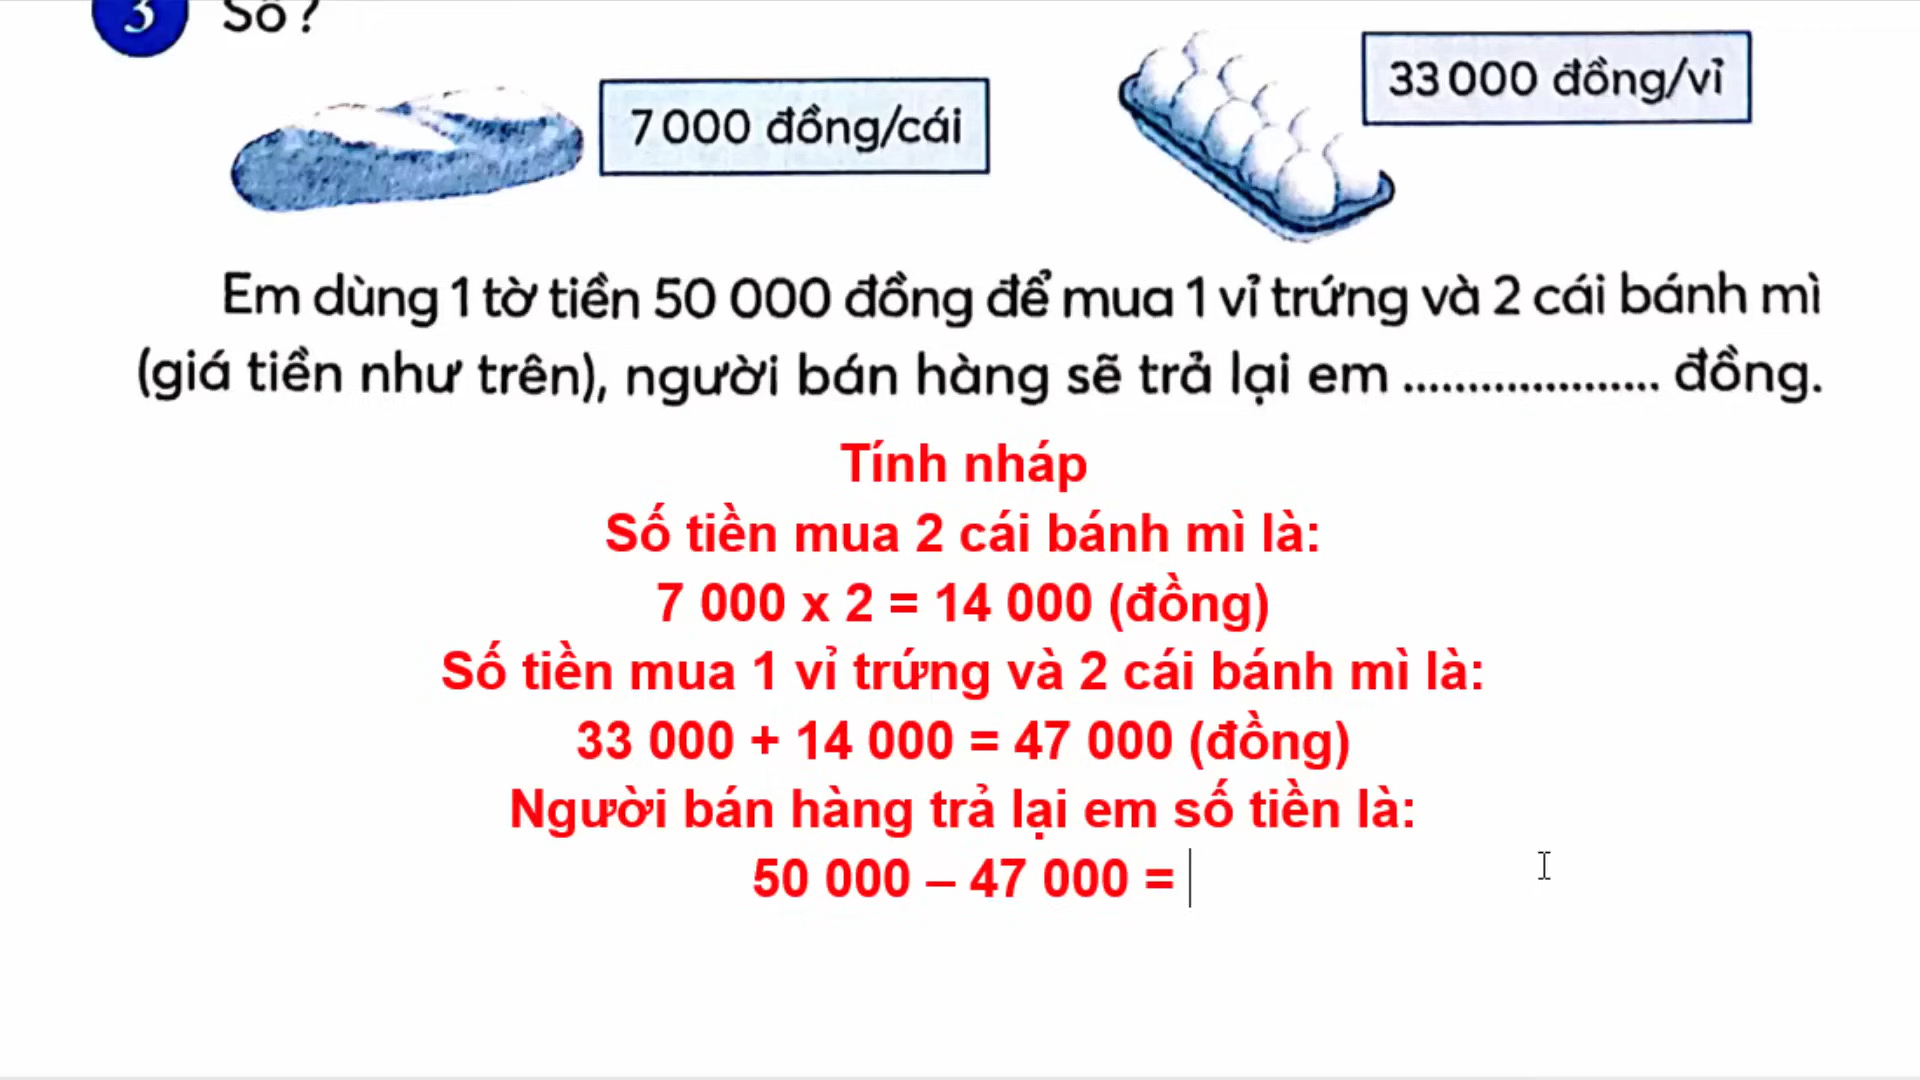 3 Số?
7 000 đồng/cái
33 000 đồng/vỉ
Em dùng 1 tờ tiền 50 000 đồng để mua 1 vỉ trứng và 2 cái bánh mì
(giá tiền như trên), người bán hàng sẽ trả lại em .................... đồng.
Tính nháp
Số tiền mua 2 cái bánh mì là:
7 000 x 2 = 14 000 (đồng)
Số tiền mua 1 vỉ trứng và 2 cái bánh mì là:
33 000 + 14 000 = 47 000 (đồng)
Người bán hàng trả lại em số tiền là:
50 000 – 47 000 =